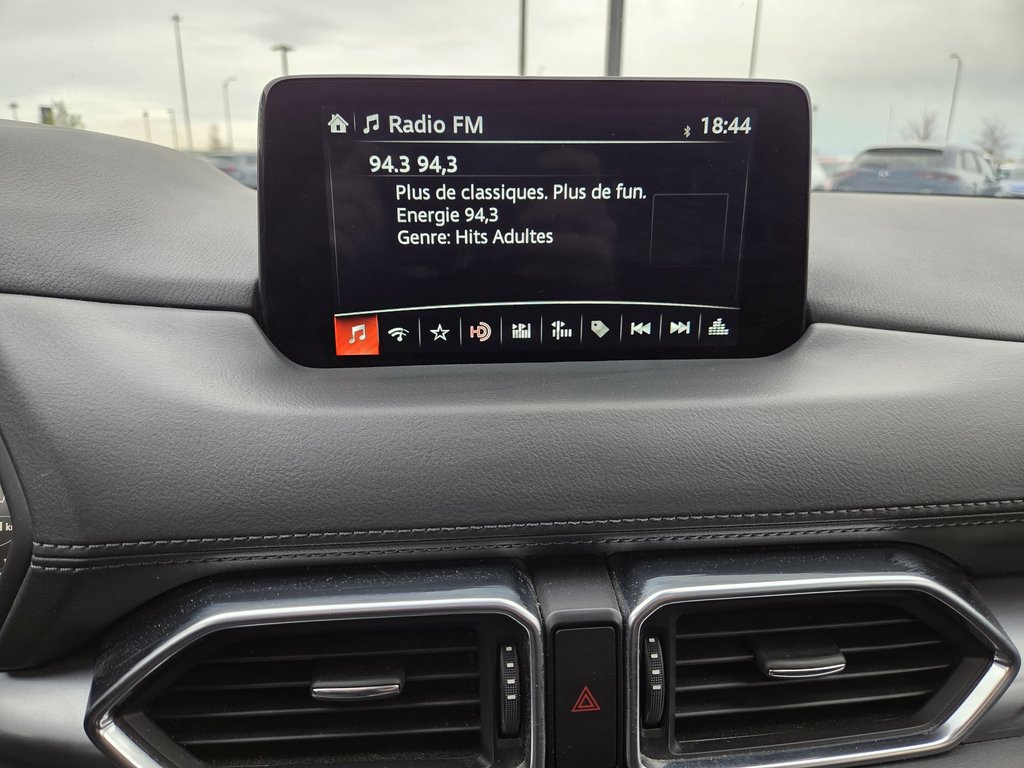 Radio FM 18:44
94.3 94,3
Plus de classiques. Plus de fun.
Energie 94,3
Genre: Hits Adultes
HD